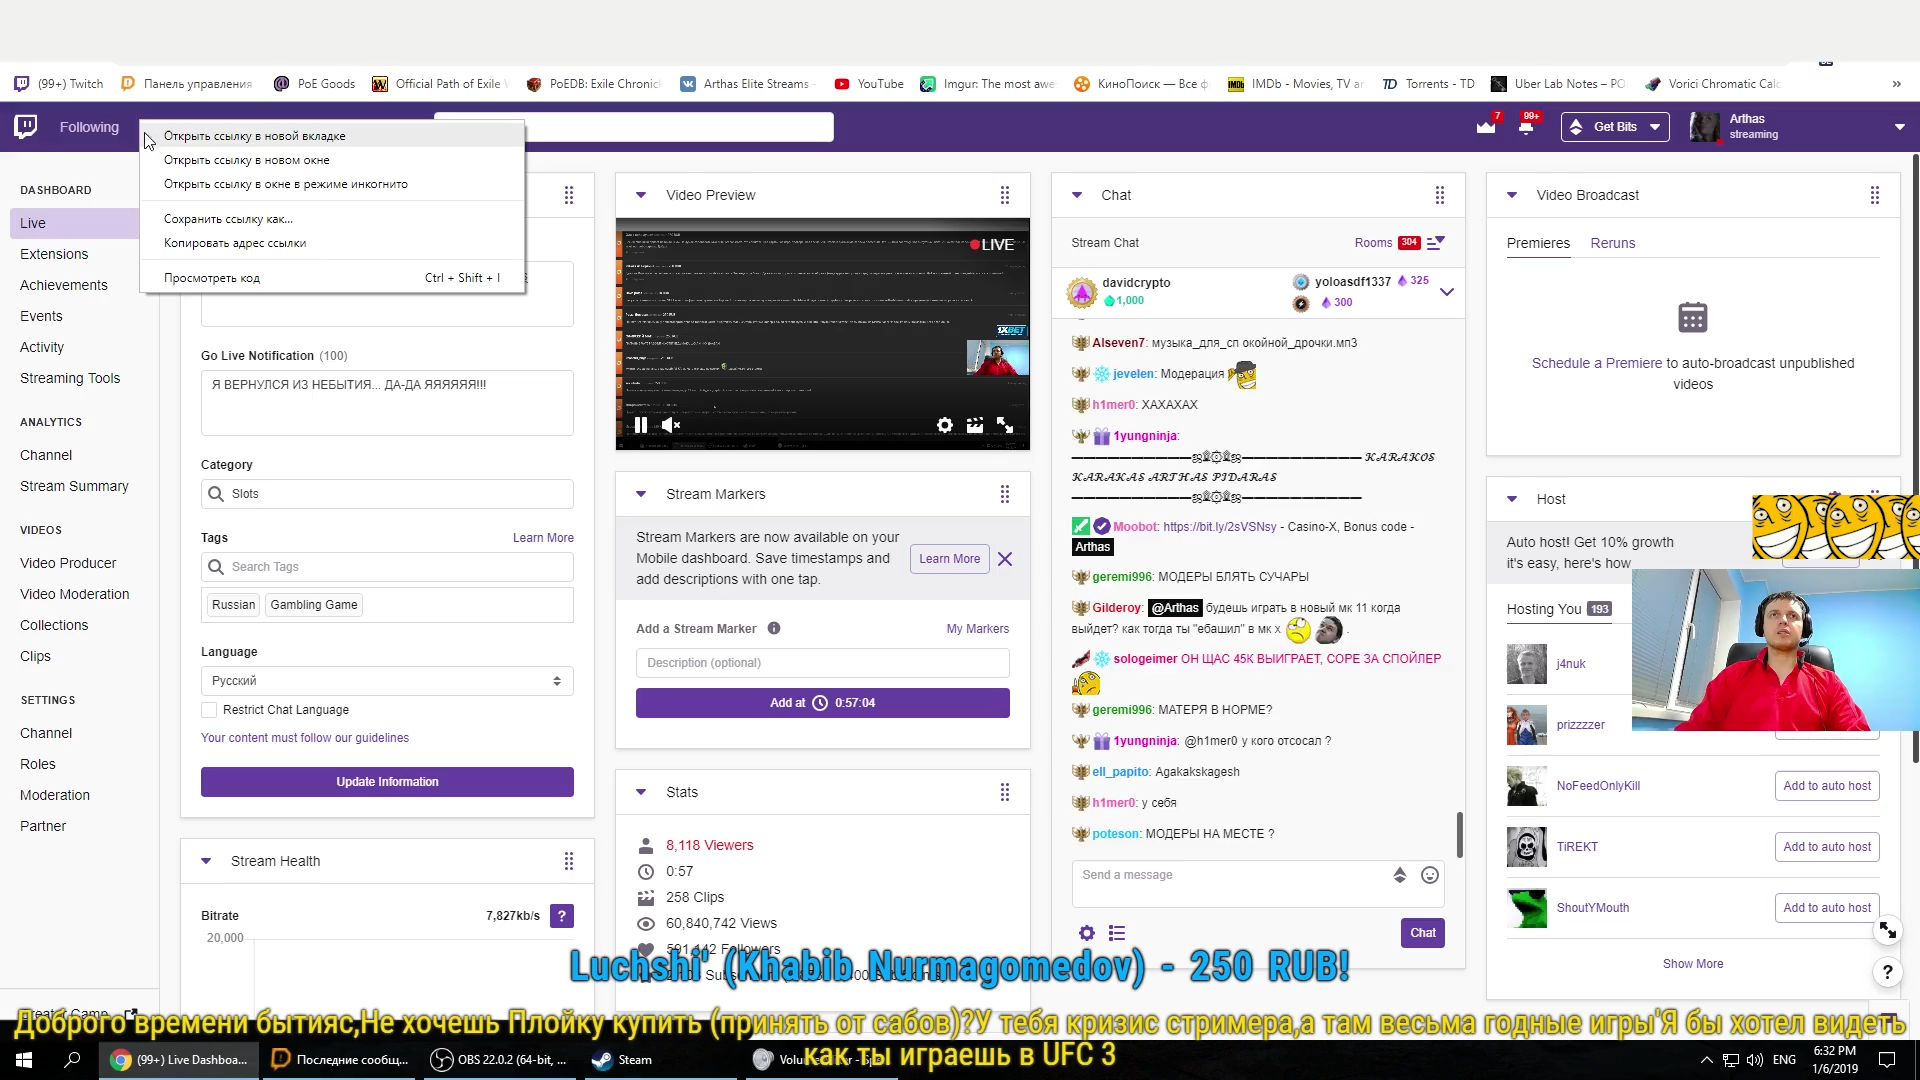 (99+) Twitch
Панель управления
PoE Goods
Official Path of Exile
PoEDB: Exile Chronic
Arthas Elite Streams -
YouTube
Imgur: The most awe
КиноПоиск — Все ф
IMDb - Movies, TV ar
Torrents - TD
Uber Lab Notes – PO
Vorici Chromatic Calc
»
Following
7
99+
Get Bits
Arthas
streaming
Открыть ссылку в новой вкладке
Открыть ссылку в новом окне
Открыть ссылку в окне в режиме инкогнито
Сохранить ссылку как...
Копировать адрес ссылки
Просмотреть код
Ctrl + Shift + I
DASHBOARD
Live
Extensions
Achievements
Events
Activity
Streaming Tools
ANALYTICS
Channel
Stream Summary
VIDEOS
Video Producer
Video Moderation
Collections
Clips
SETTINGS
Channel
Roles
Moderation
Partner
Go Live Notification (100)
Я ВЕРНУЛСЯ ИЗ НЕБЫТИЯ... ДА-ДА ЯЯЯЯЯЯ!!!
Category
Slots
Tags
Learn More
Search Tags
Russian
Gambling Game
Language
Русский
Restrict Chat Language
Your content must follow our guidelines
Update Information
Stream Health
Bitrate
7,827kb/s
?
20,000
Video Preview
LIVE
1XBET
Stream Markers
Stream Markers are now available on your
Mobile dashboard. Save timestamps and
add descriptions with one tap.
Learn More
Add a Stream Marker
My Markers
Description (optional)
Add at 0:57:04
Stats
8,118 Viewers
0:57
258 Clips
60,840,742 Views
591,142 Followers
Chat
Stream Chat
Rooms 304
davidcrypto
1,000
yoloasdf1337 325
300
Alseven7: музыка_для_сп окойной_дрочки.мп3
jevelen: Модерация
h1mer0: ХАХАХАХ
1yungninja:
𝓚𝓐𝓡𝓐𝓚𝓞𝓢
𝓚𝓐𝓡𝓐𝓚𝓐𝓢 𝓐𝓡𝓣𝓗𝓐𝓢 𝓟𝓘𝓓𝓐𝓡𝓐𝓢
Moobot: https://bit.ly/2sVSNsy - Casino-X, Bonus code -
Arthas
geremi996: МОДЕРЫ БЛЯТЬ СУЧАРЫ
Gilderoy: @Arthas будешь играть в новый мк 11 когда
выйдет? как тогда ты "ебашил" в мк х .
sologeimer ОН ЩАС 45К ВЫИГРАЕТ, СОРЕ ЗА СПОЙЛЕР
geremi996: МАТЕРЯ В НОРМЕ?
1yungninja: @h1mer0 у кого отсосал ?
ell_papito: Agakakskagesh
h1mer0: у себя
poteson: МОДЕРЫ НА МЕСТЕ ?
Send a message
Chat
Video Broadcast
Premieres
Reruns
Schedule a Premiere to auto-broadcast unpublished
videos
Host
Auto host! Get 10% growth
it's easy, here's how
Hosting You 193
j4nuk
prizzzzer
NoFeedOnlyKill
Add to auto host
TiREKT
Add to auto host
ShoutYMouth
Add to auto host
Show More
?
Luchshi' (Khabib Nurmagomedov) - 250 RUB!
Доброго времени бытияс,Не хочешь Плойку купить (принять от сабов)?У тебя кризис стримера,а там весьма годные игры'Я бы хотел видеть
как ты играешь в UFC 3
(99+) Live Dashboa...
Последние сообщ...
OBS 22.0.2 (64-bit, ...
Steam
ENG
6:32 PM
1/6/2019